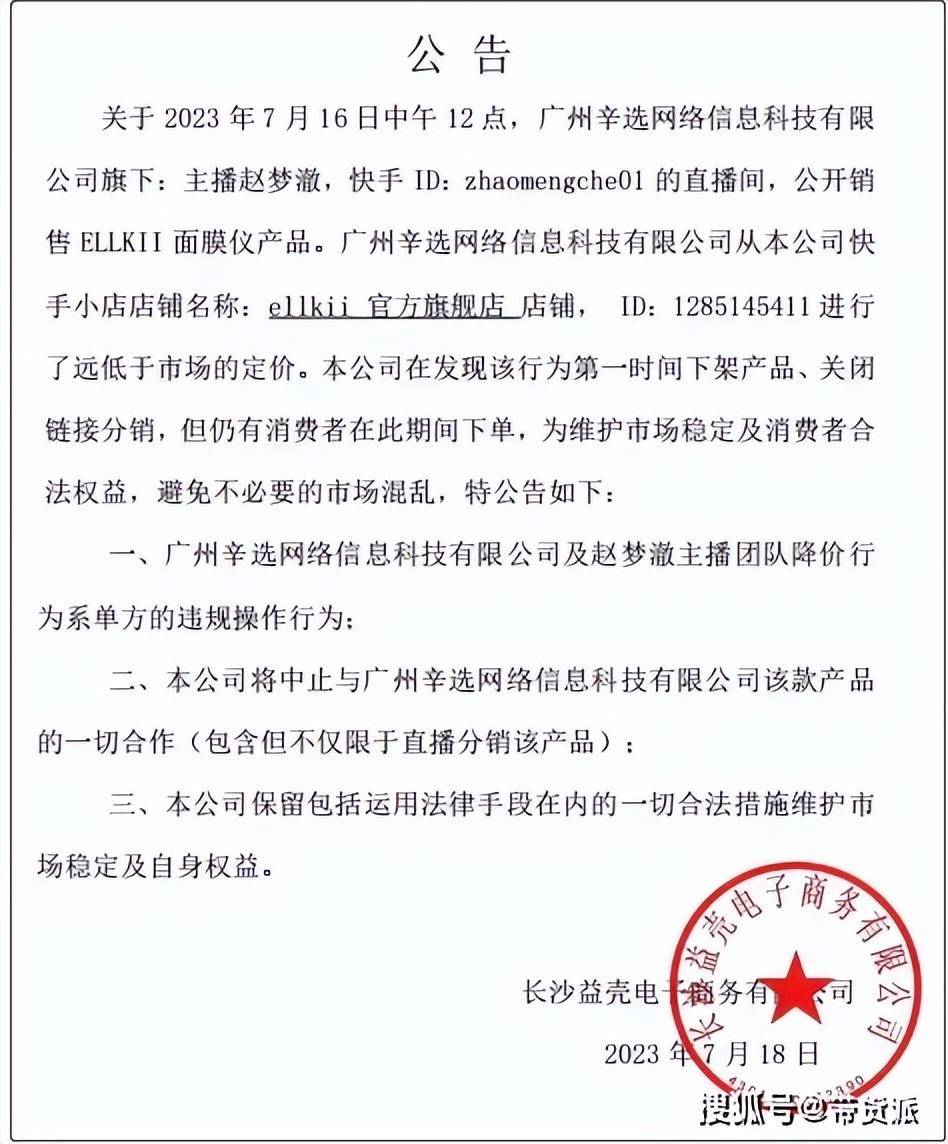 公 告
关于 2023 年 7 月 16 日中午 12 点，广州辛选网络信息科技有限
公司旗下：主播赵梦澈，快手 ID：zhaomengche01 的直播间，公开销
售 ELLKII 面膜仪产品。广州辛选网络信息科技有限公司从本公司快
手小店店铺名称：ellkii 官方旗舰店 店铺， ID：1285145411 进行
了远低于市场的定价。本公司在发现该行为第一时间下架产品、关闭
链接分销，但仍有消费者在此期间下单，为维护市场稳定及消费者合
法权益，避免不必要的市场混乱，特公告如下：
一、广州辛选网络信息科技有限公司及赵梦澈主播团队降价行
为系单方的违规操作行为；
二、本公司将中止与广州辛选网络信息科技有限公司该款产品
的一切合作（包含但不仅限于直播分销该产品）；
三、本公司保留包括运用法律手段在内的一切合法措施维护市
场稳定及自身权益。
长沙益壳电子商务有限公司
2023 年 7 月 18 日
长沙益壳电子商务有限公司
搜狐号@带货派